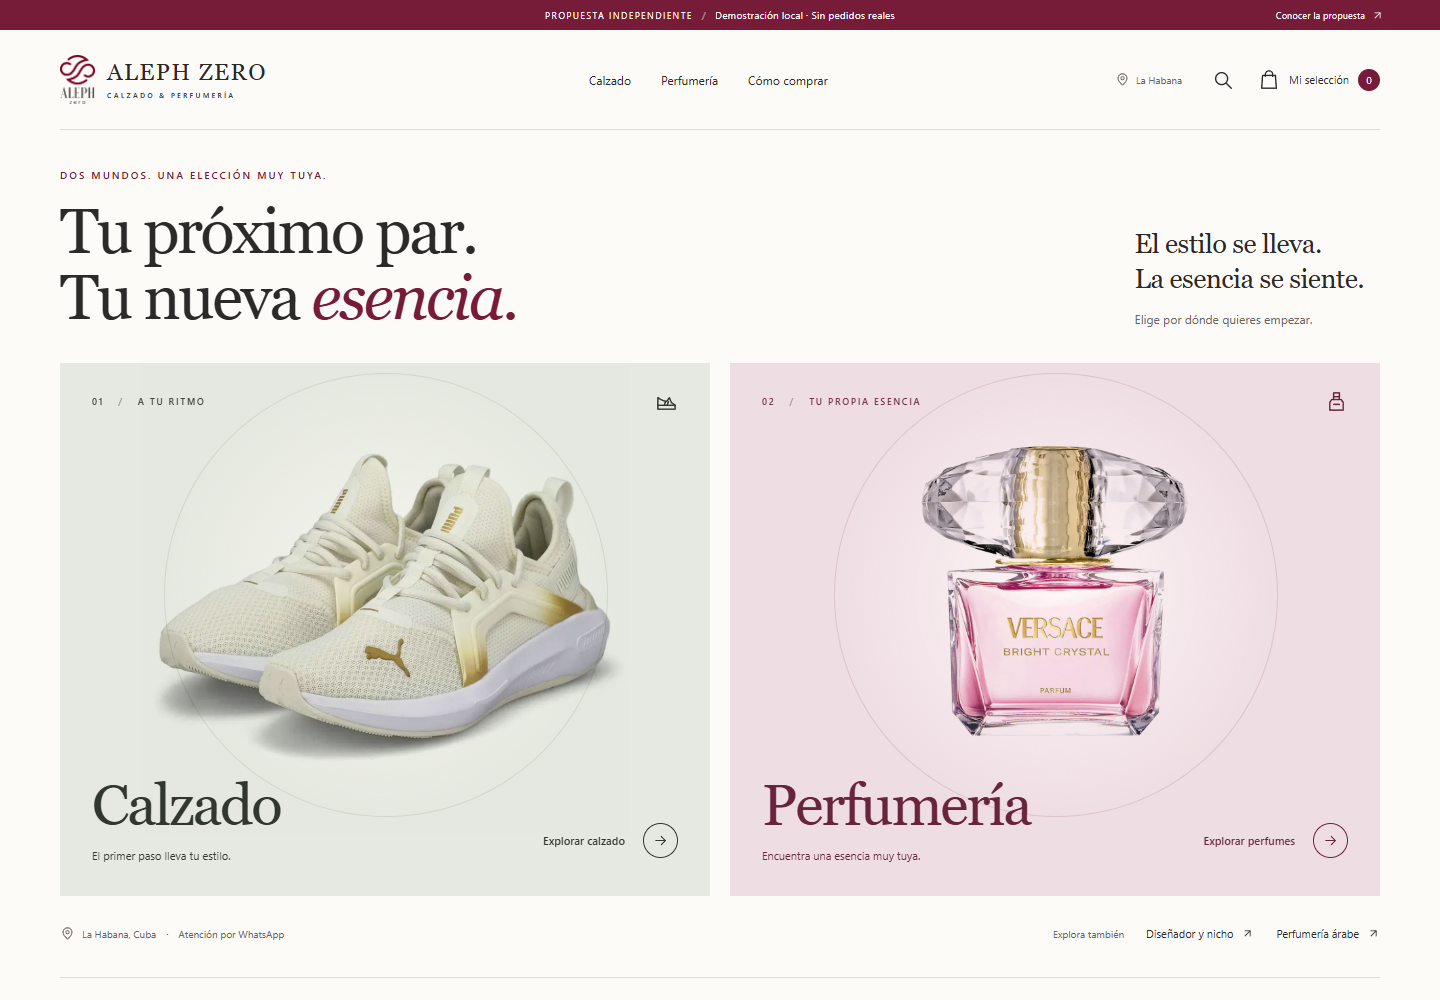 PROPUESTA INDEPENDIENTE / Demostración local · Sin pedidos reales
Conocer la propuesta
ALEPH
zero
ALEPH ZERO
CALZADO & PERFUMERÍA
Calzado
Perfumería
Cómo comprar
La Habana
Mi selección
0
DOS MUNDOS. UNA ELECCIÓN MUY TUYA.
Tu próximo par.
Tu nueva esencia.
El estilo se lleva.
La esencia se siente.
Elige por dónde quieres empezar.
01 / A TU RITMO
PUMA
PUMA
Calzado
El primer paso lleva tu estilo.
Explorar calzado
02 / TU PROPIA ESENCIA
VERSACE
BRIGHT CRYSTAL
PARFUM
Perfumería
Encuentra una esencia muy tuya.
Explorar perfumes
La Habana, Cuba · Atención por WhatsApp
Explora también
Diseñador y nicho
Perfumería árabe